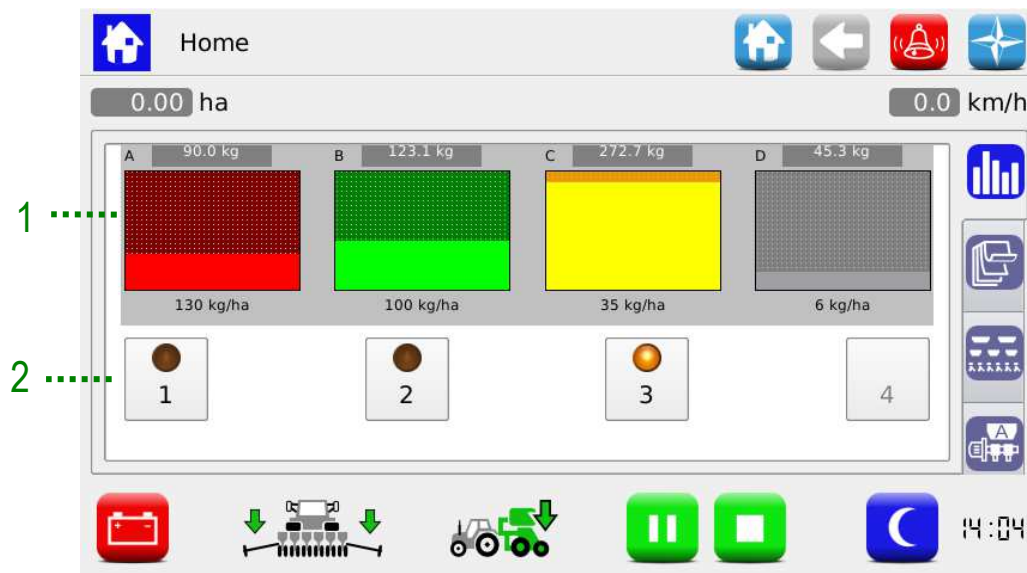 Home
0.00 ha 0.0 km/h
A 90.0 kg B 123.1 kg C 272.7 kg D 45.3 kg
1
130 kg/ha 100 kg/ha 35 kg/ha 6 kg/ha
2
1 2 3 4
A
14:04